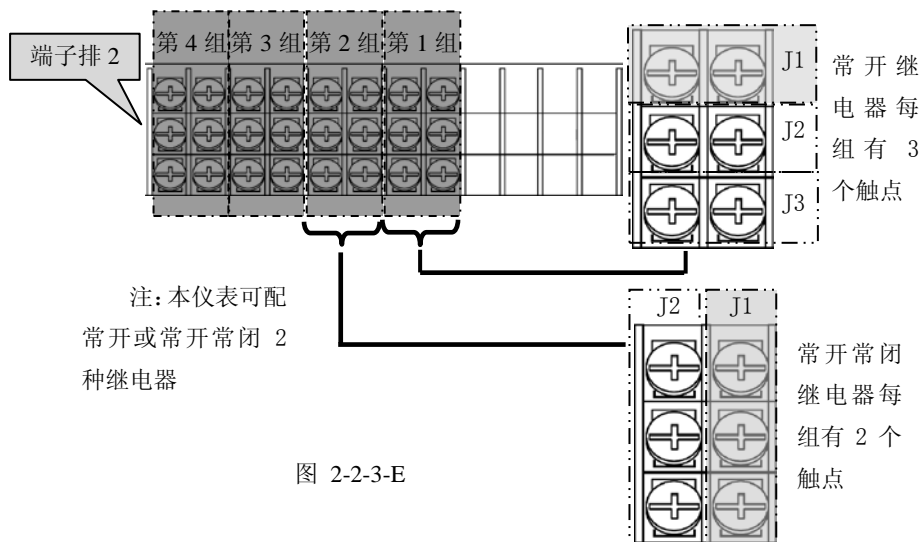 端子排 2
第 4 组
第 3 组
第 2 组
第 1 组
J1
J2
J3
常开继
电器每
组有 3
个触点
注:本仪表可配
常开或常开常闭 2
种继电器
J2
J1
常开常闭
继电器每
组有 2 个
触点
图 2-2-3-E